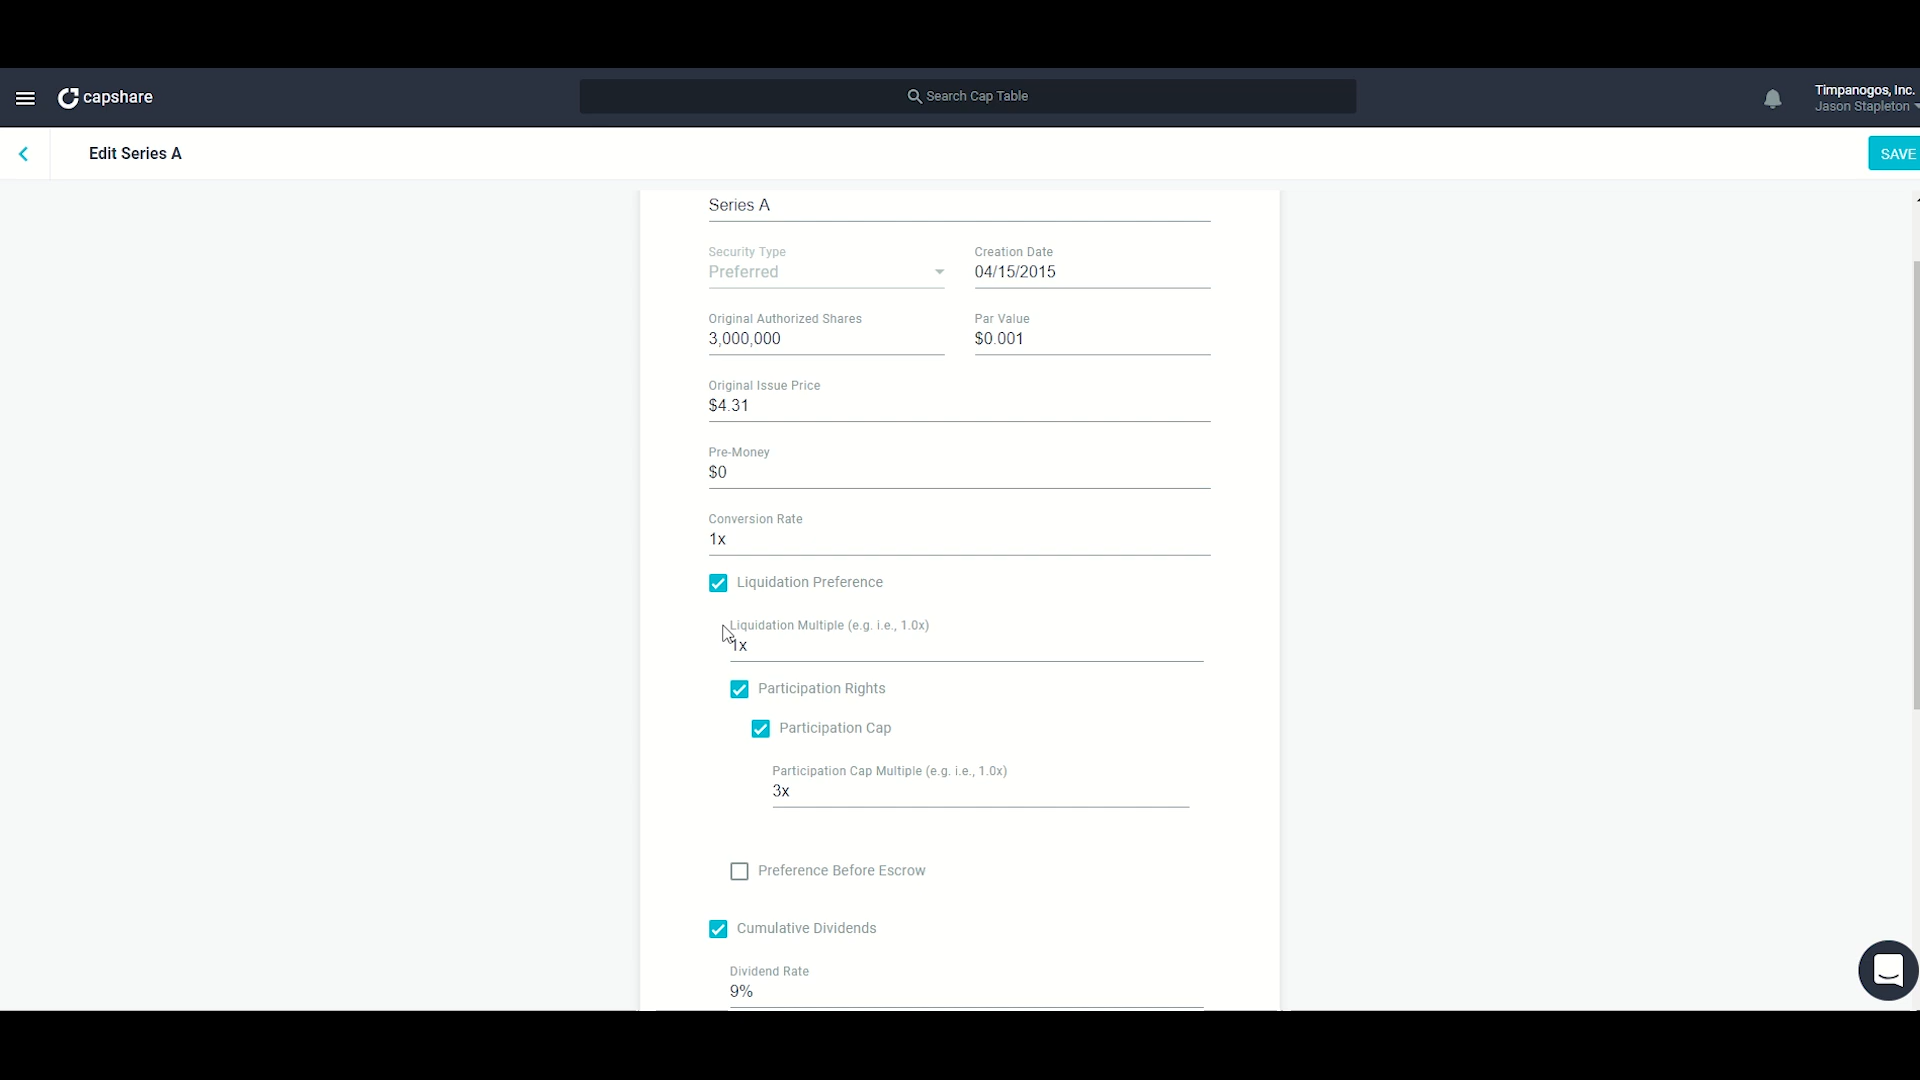 capshare
Search Cap Table
Timpanogos, Inc.
Jason Stapleton
Edit Series A
SAVE
Series A
Security Type
Preferred
Creation Date
04/15/2015
Original Authorized Shares
3,000,000
Par Value
$0.001
Original Issue Price
$4.31
Pre-Money
$0
Conversion Rate
1x
Liquidation Preference
Liquidation Multiple (e.g. i.e., 1.0x)
1x
Participation Rights
Participation Cap
Participation Cap Multiple (e.g. i.e., 1.0x)
3x
Preference Before Escrow
Cumulative Dividends
Dividend Rate
9%